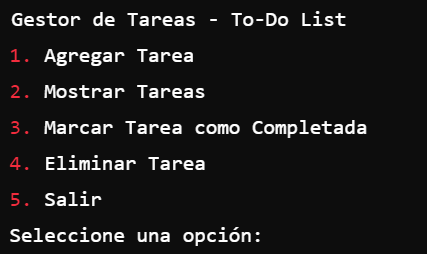 Gestor de Tareas - To-Do List
1. Agregar Tarea
2. Mostrar Tareas
3. Marcar Tarea como Completada
4. Eliminar Tarea
5. Salir
Seleccione una opción: